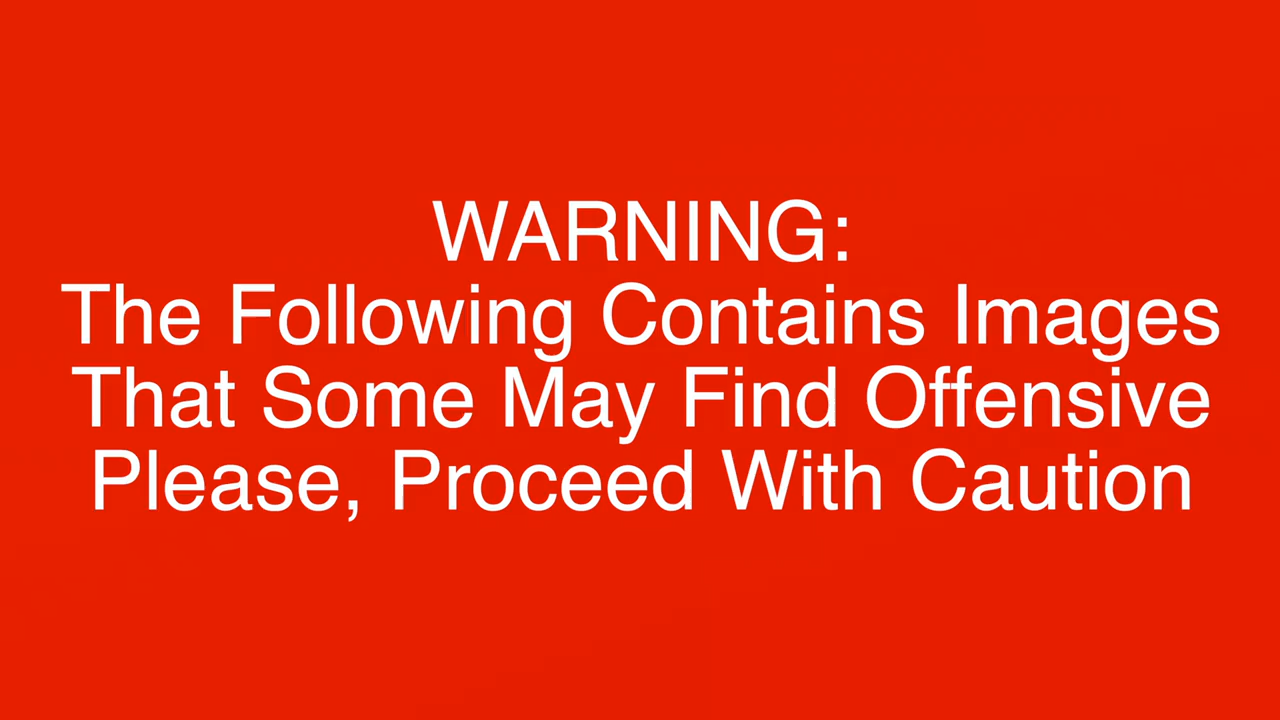 WARNING:
The Following Contains Images
That Some May Find Offensive
Please, Proceed With Caution